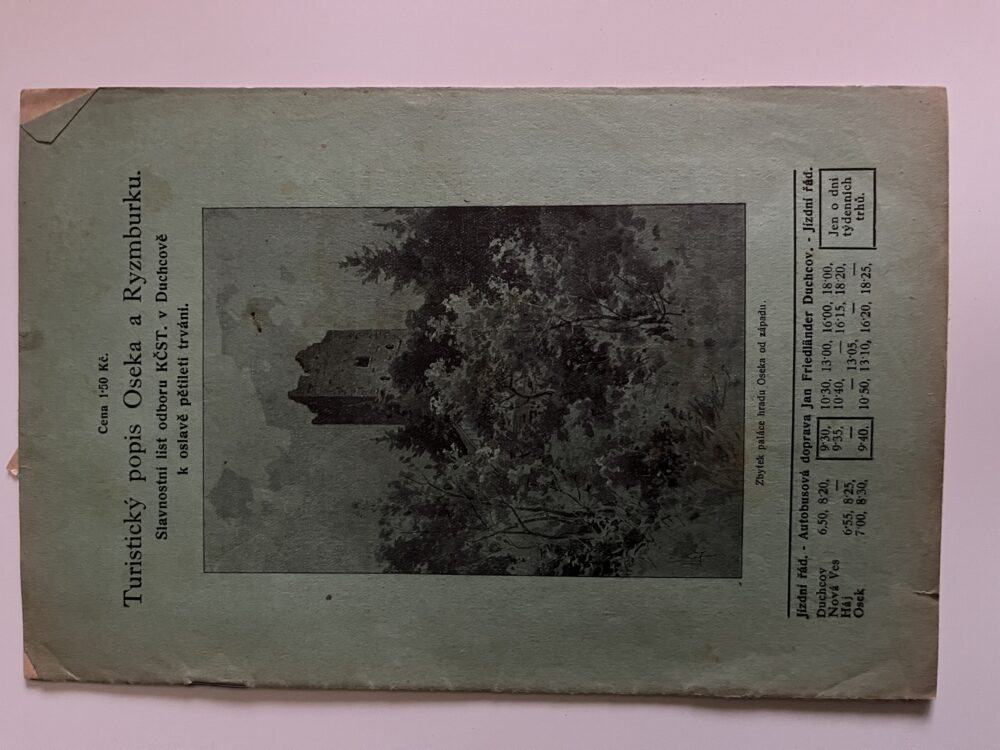 Cena 1·50 Kč.
Turistický popis Oseka a Ryzmburku.
Slavnostní list odboru KČST. v Duchcově
k oslavě pětiletí trvání.
Zbytek paláce hradu Oseka od západu.
Jízdní řád. - Autobusová doprava Jan Friedländer Duchcov. - Jízdní řád.
Duchcov 6.50, 8·20, 9·30, 10·30, 13·00, 16·00, 18·00,
Nová Ves — 9·35, 10·40, — 16·15, 18·20,
Háj 6·55, 8·25, — — 13·05, — —
Osek 7·00, 8·30, 9·40, 10·50, 13·10, 16·20, 18·25,
Jen o dni
týdenních
trhů.